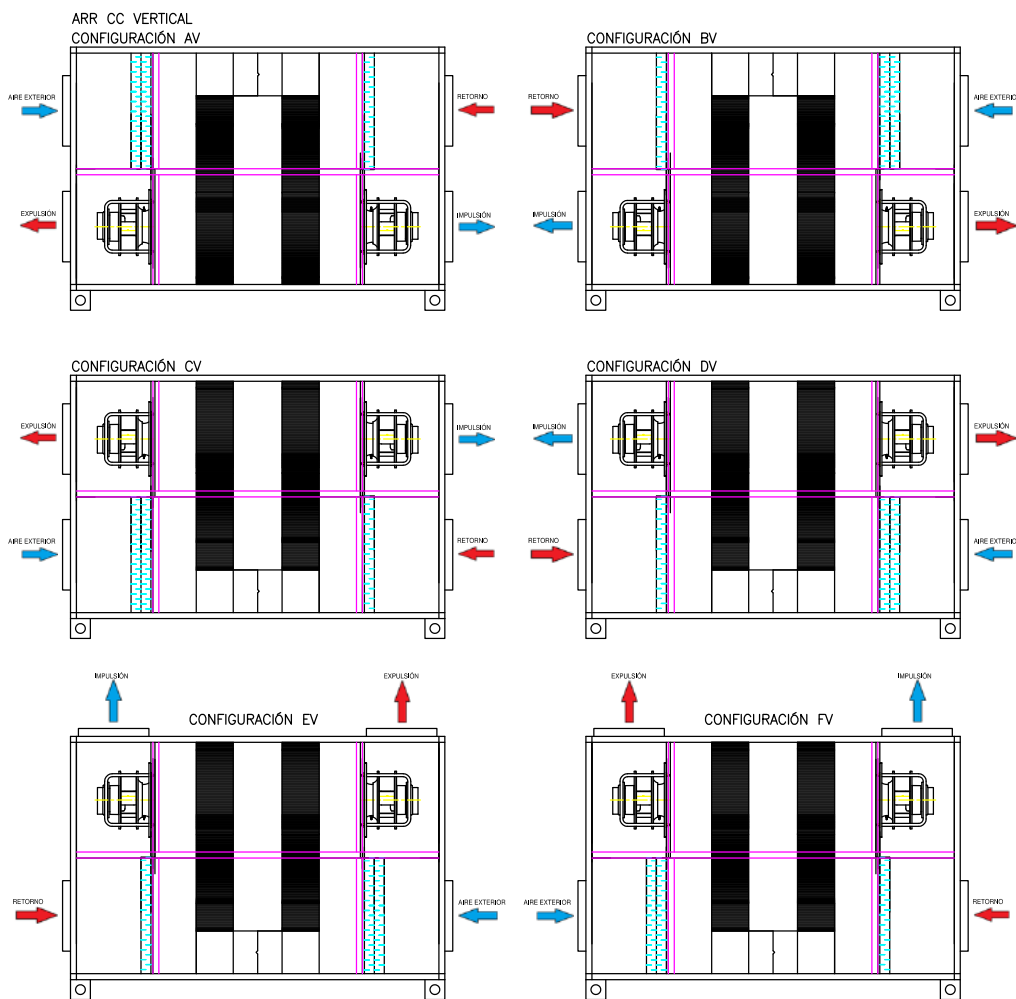 ARR CC VERTICAL
CONFIGURACIÓN AV
CONFIGURACIÓN BV
AIRE EXTERIOR
RETORNO
RETORNO
AIRE EXTERIOR
EXPULSIÓN
IMPULSIÓN
IMPULSIÓN
EXPULSIÓN
CONFIGURACIÓN CV
CONFIGURACIÓN DV
EXPULSIÓN
IMPULSIÓN
IMPULSIÓN
EXPULSIÓN
AIRE EXTERIOR
RETORNO
RETORNO
AIRE EXTERIOR
IMPULSIÓN
EXPULSIÓN
EXPULSIÓN
IMPULSIÓN
CONFIGURACIÓN EV
CONFIGURACIÓN FV
RETORNO
AIRE EXTERIOR
AIRE EXTERIOR
RETORNO